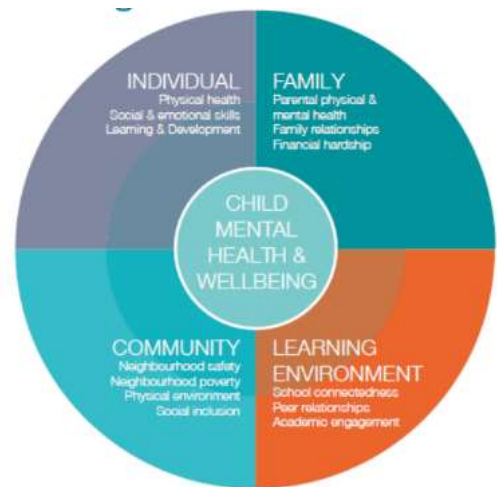 INDIVIDUAL
Physical health
Social & emotional skills
Learning & Development
FAMILY
Parental physical &
mental health
Family relationships
Financial hardship
CHILD
MENTAL
HEALTH &
WELLBEING
COMMUNITY
Neighbourhood safety
Neighbourhood poverty
Physical environment
Social inclusion
LEARNING
ENVIRONMENT
School connectedness
Peer relationships
Academic engagement